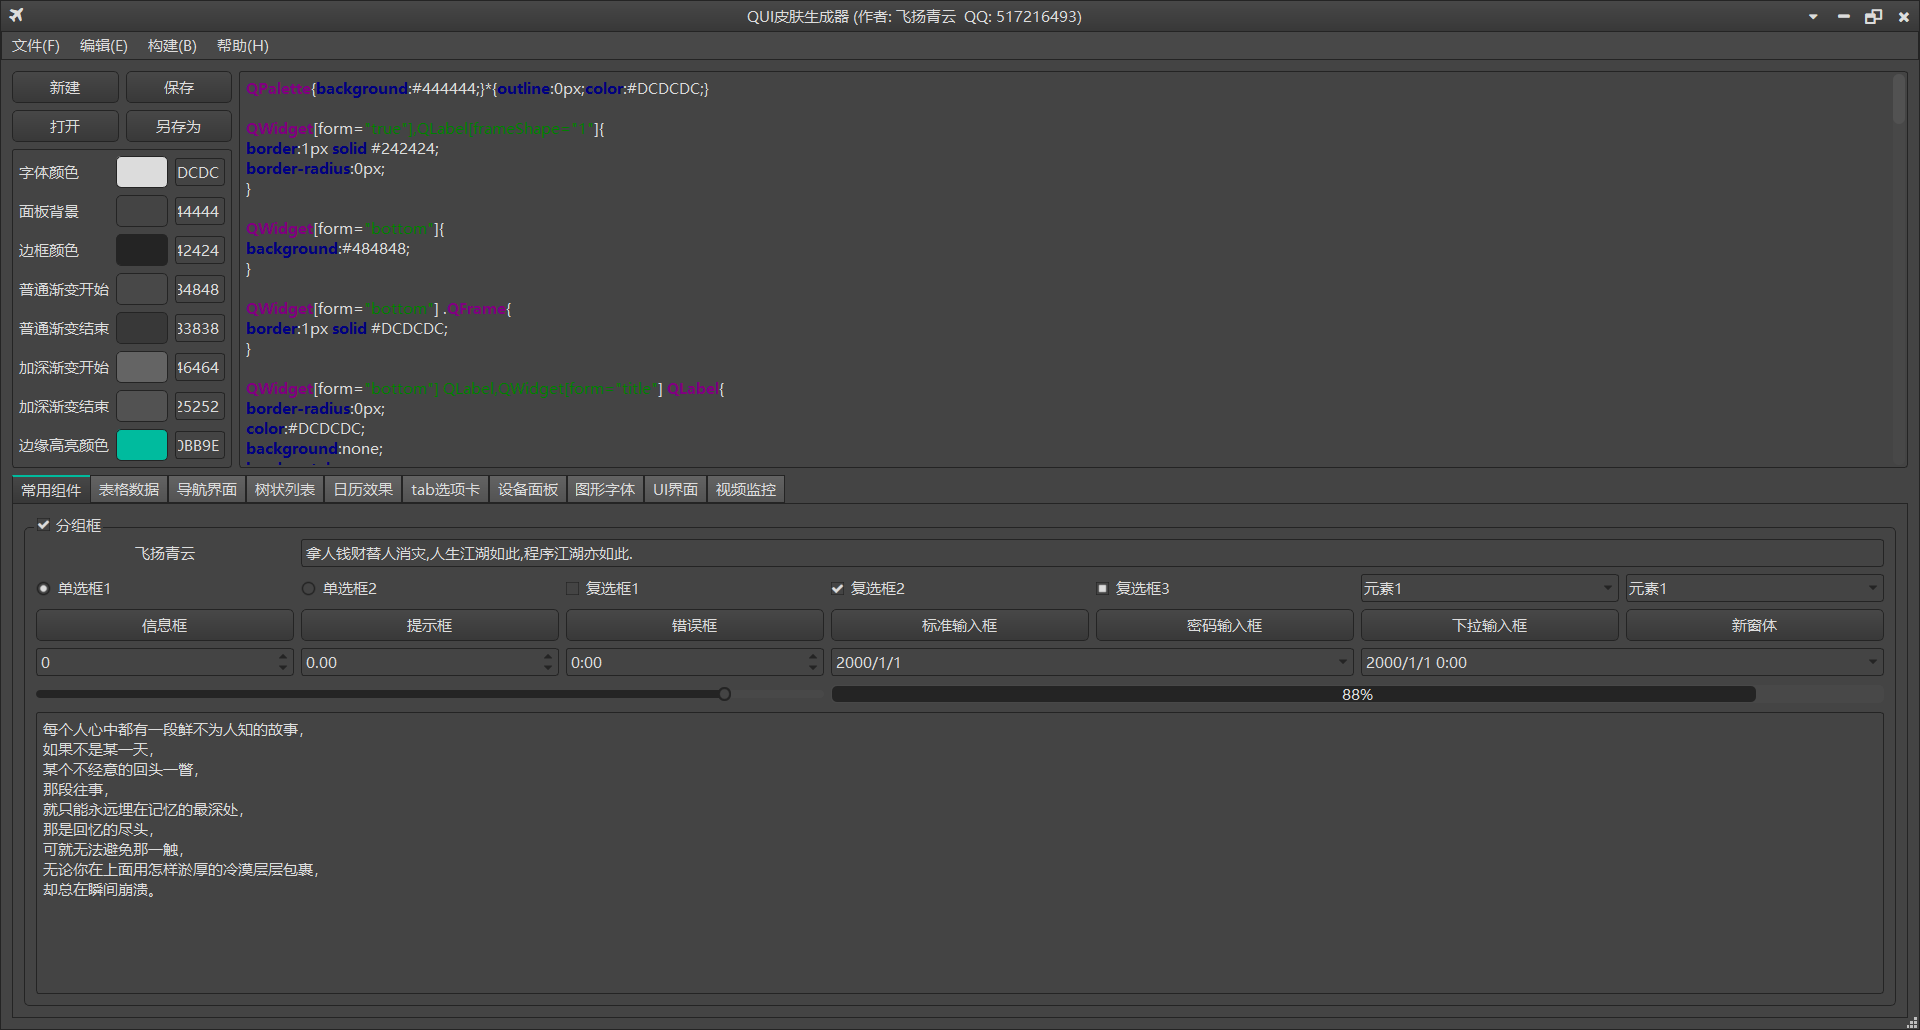 QUI皮肤生成器 (作者: 飞扬青云  QQ: 517216493)
文件(F) 编辑(E) 构建(B) 帮助(H)
新建 保存
打开 另存为
字体颜色 DCDC
面板背景 44444
边框颜色 42424
普通渐变开始 84848
普通渐变结束 83838
加深渐变开始 46464
加深渐变结束 25252
边缘高亮颜色 0BB9E
QPalette{background:#444444;}*{outline:0px;color:#DCDCDC;}
QWidget[form="true"],QLabel[frameShape="1"]{
border:1px solid #242424;
border-radius:0px;
}
QWidget[form="bottom"]{
background:#484848;
}
QWidget[form="bottom"] .QFrame{
border:1px solid #DCDCDC;
}
QWidget[form="bottom"] QLabel,QWidget[form="title"] QLabel{
border-radius:0px;
color:#DCDCDC;
background:none;
常用组件 表格数据 导航界面 树状列表 日历效果 tab选项卡 设备面板 图形字体 UI界面 视频监控
分组框
飞扬青云 拿人钱财替人消灾,人生江湖如此,程序江湖亦如此.
单选框1 单选框2 复选框1 复选框2 复选框3 元素1 元素1
信息框 提示框 错误框 标准输入框 密码输入框 下拉输入框 新窗体
0 0.00 0:00 2000/1/1 2000/1/1 0:00
88%
每个人心中都有一段鲜不为人知的故事，
如果不是某一天，
某个不经意的回头一瞥，
那段往事，
就只能永远埋在记忆的最深处，
那是回忆的尽头，
可就无法避免那一触，
无论你在上面用怎样淤厚的冷漠层层包裹，
却总在瞬间崩溃。